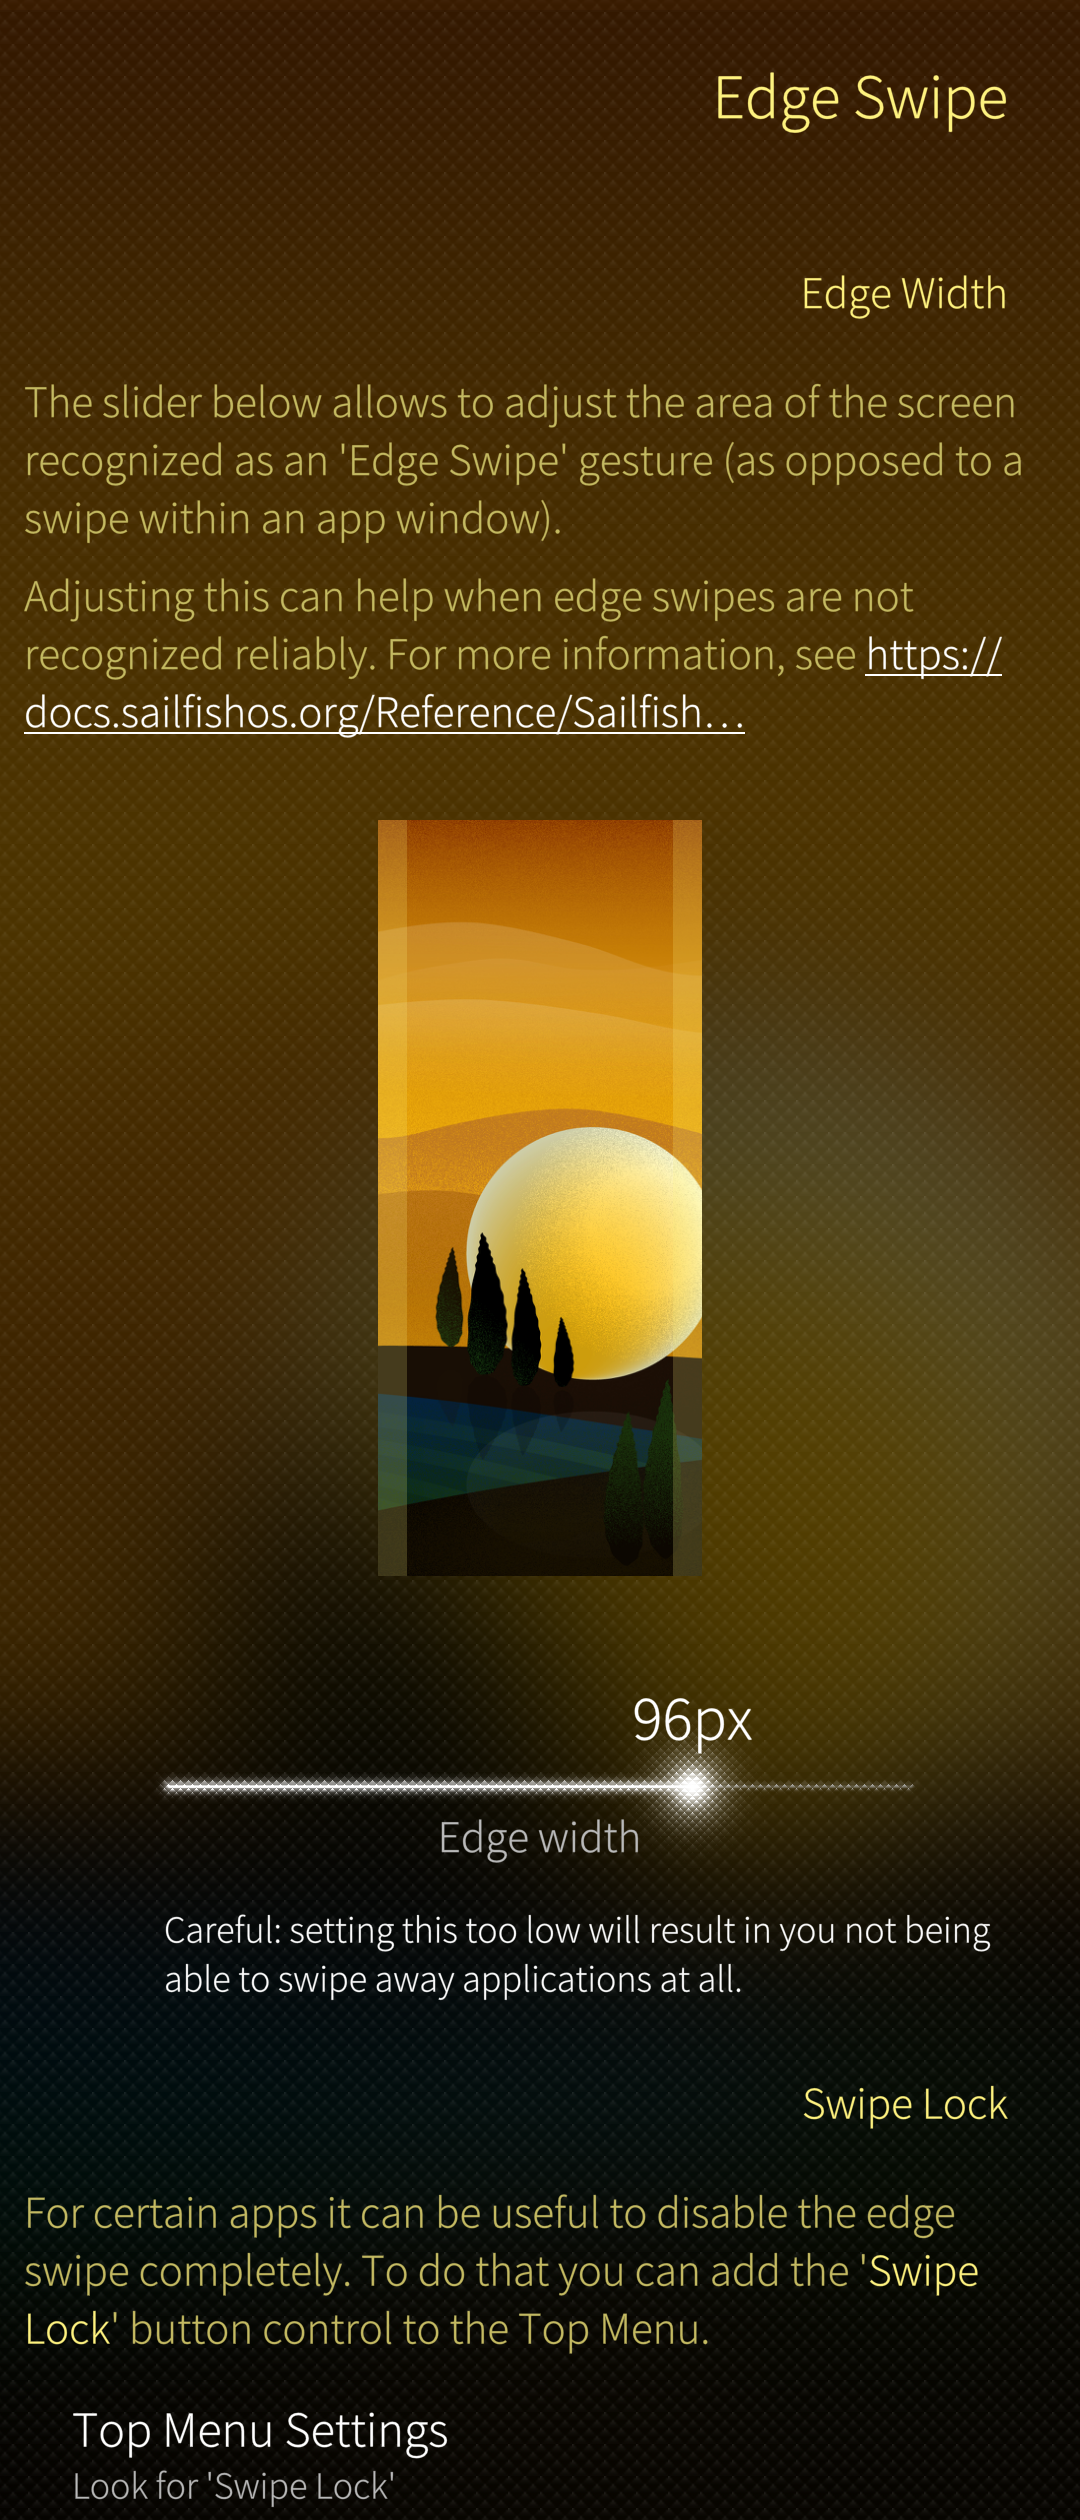 Edge Swipe
Edge Width
The slider below allows to adjust the area of the screen
recognized as an 'Edge Swipe' gesture (as opposed to a
swipe within an app window).
Adjusting this can help when edge swipes are not
recognized reliably. For more information, see https://
docs.sailfishos.org/Reference/Sailfish…
96px
Edge width
Careful: setting this too low will result in you not being
able to swipe away applications at all.
Swipe Lock
For certain apps it can be useful to disable the edge
swipe completely. To do that you can add the 'Swipe
Lock' button control to the Top Menu.
Top Menu Settings
Look for 'Swipe Lock'